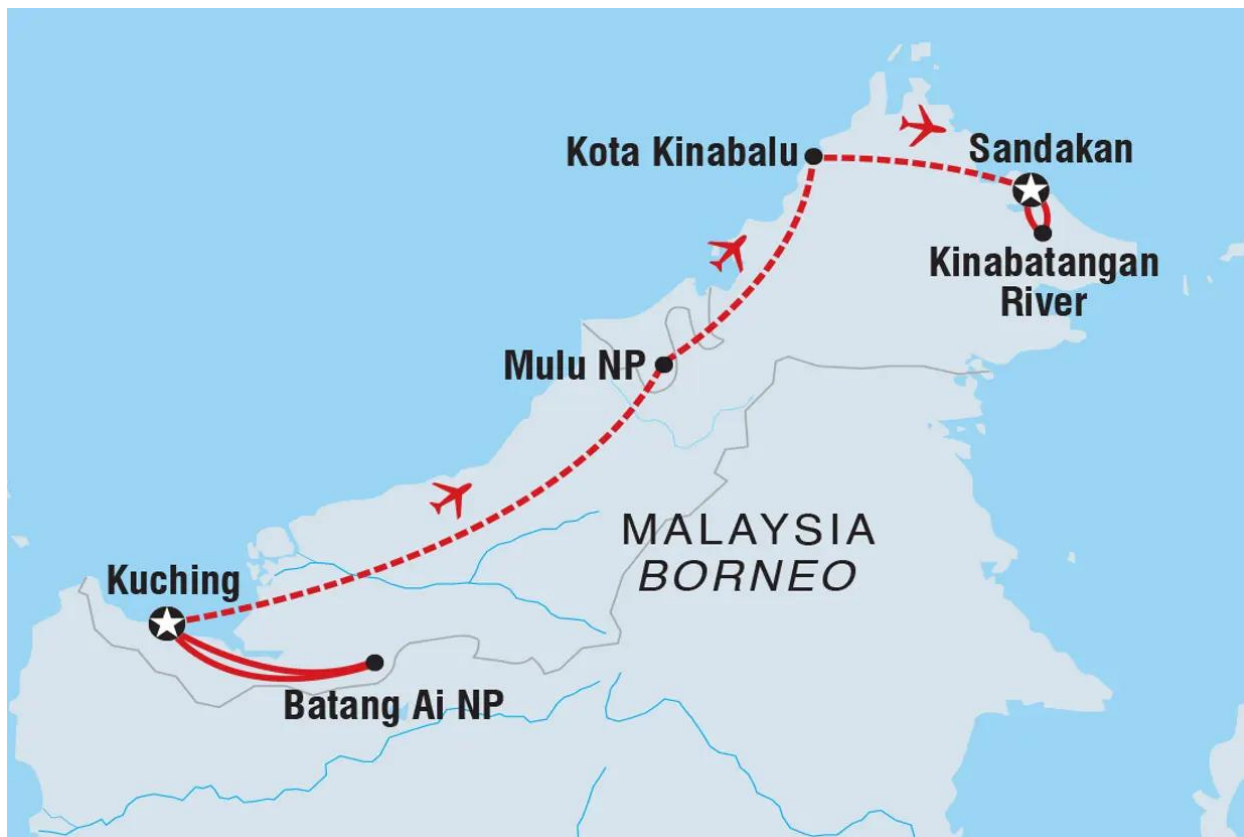 Kota Kinabalu
Sandakan
Kinabatangan
River
Mulu NP
MALAYSIA
BORNEO
Kuching
Batang Ai NP